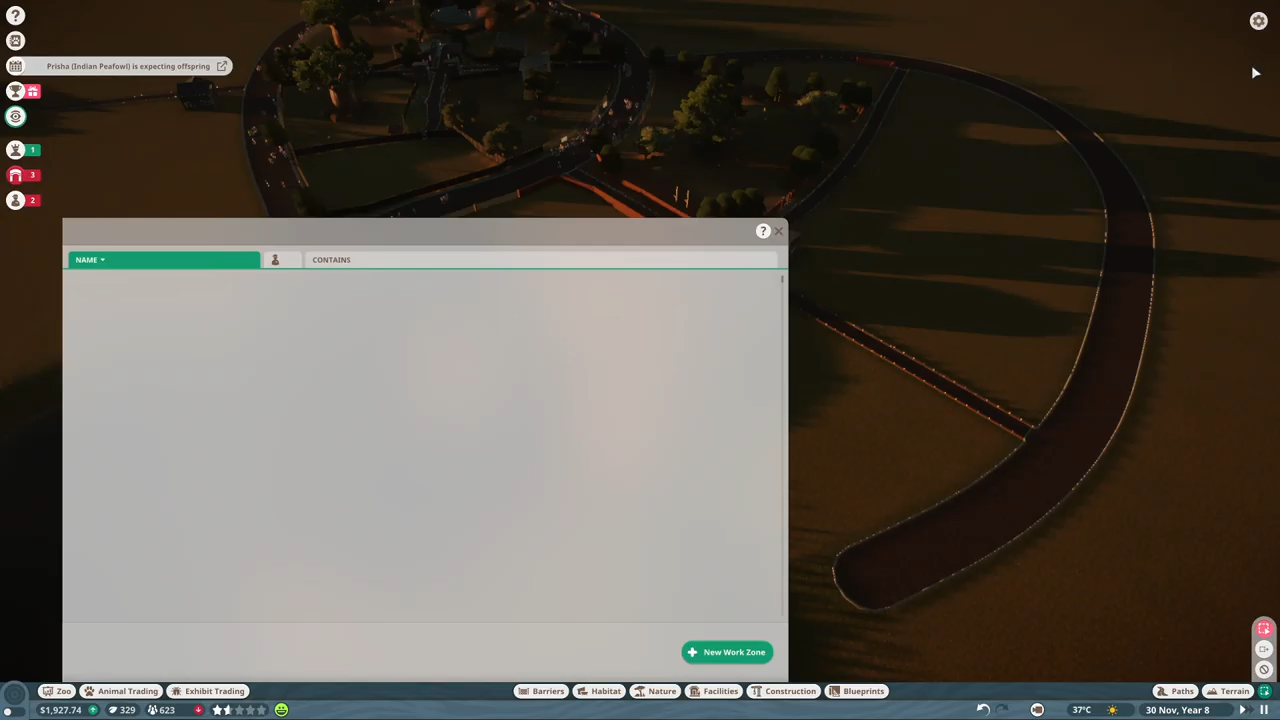 ?
Prisha (Indian Peafowl) is expecting offspring
1
3
2
?
NAME
CONTAINS
New Work Zone
Zoo
Animal Trading
Exhibit Trading
Barriers
Habitat
Nature
Facilities
Construction
Blueprints
Paths
Terrain
$1,927.74
329
623
37°C
30 Nov, Year 8